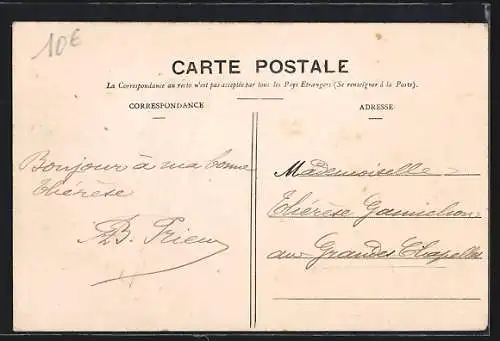 10€
CARTE POSTALE
La Correspondance au recto n'est pas acceptée par tous les Pays Etrangers (Se renseigner à la Poste).
CORRESPONDANCE
ADRESSE
Bonjour à ma bonne
Thérèse
Mademoiselle
Thérèse Ganichon
aux Grandes Chapelles